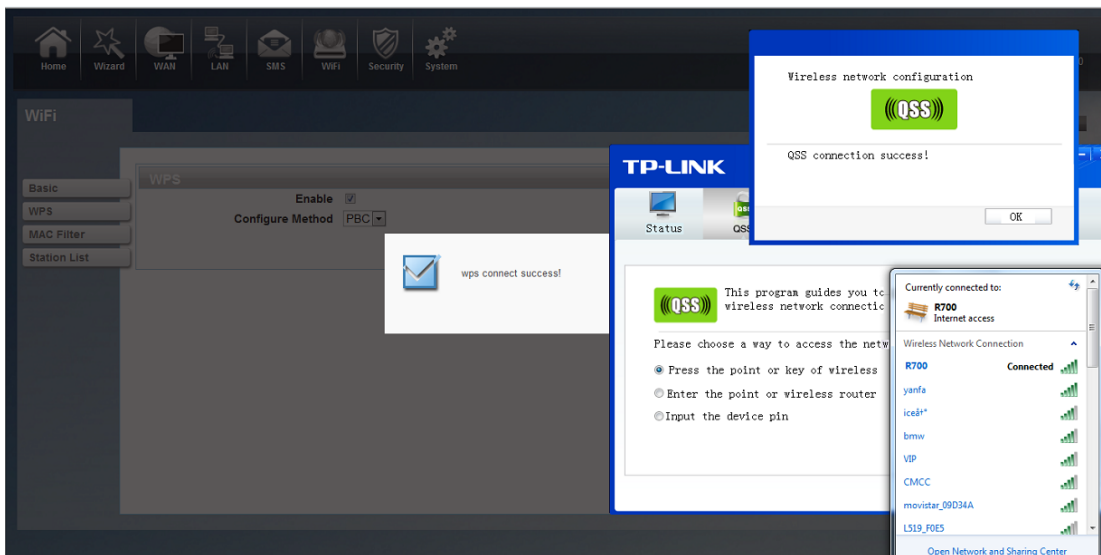 Home Wizard WAN LAN SMS WiFi Security System
WiFi
Basic
WPS
MAC Filter
Station List
WPS
Enable
Configure Method PBC
wps connect success!
TP-LINK
Status QSS
QSS
This program guides you to
wireless network connectic
Please choose a way to access the netw
Press the point or key of wireless
Enter the point or wireless router
Input the device pin
Wireless network configuration
QSS
QSS connection success!
OK
Currently connected to:
R700
Internet access
Wireless Network Connection
R700 Connected
yanfa
iceå†*
bmw
VIP
CMCC
movistar_09D34A
L519_F0E5
Open Network and Sharing Center